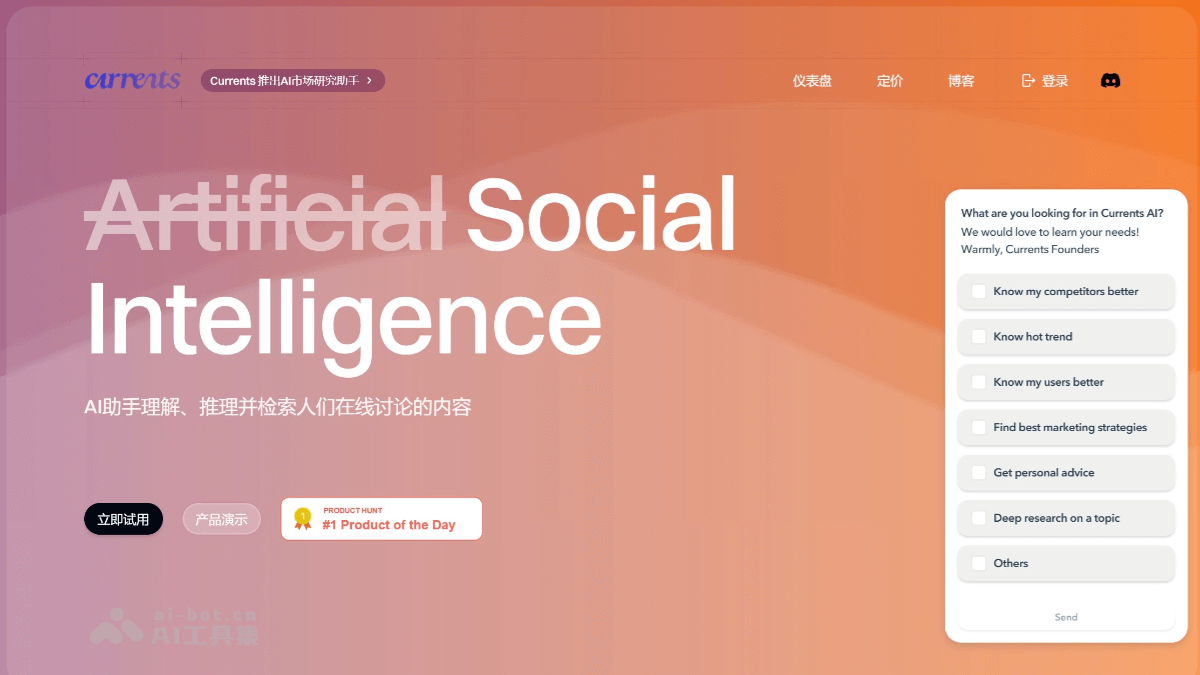 currents
Currents 推出AI市场研究助手 >
仪表盘
定价
博客
登录
Artificial Social
Intelligence
AI助手理解、推理并检索人们在线讨论的内容
立即试用
产品演示
1
PRODUCT HUNT
#1 Product of the Day
What are you looking for in Currents AI?
We would love to learn your needs!
Warmly, Currents Founders
Know my competitors better
Know hot trend
Know my users better
Find best marketing strategies
Get personal advice
Deep research on a topic
Others
Send
ai-bot.cn
AI工具集